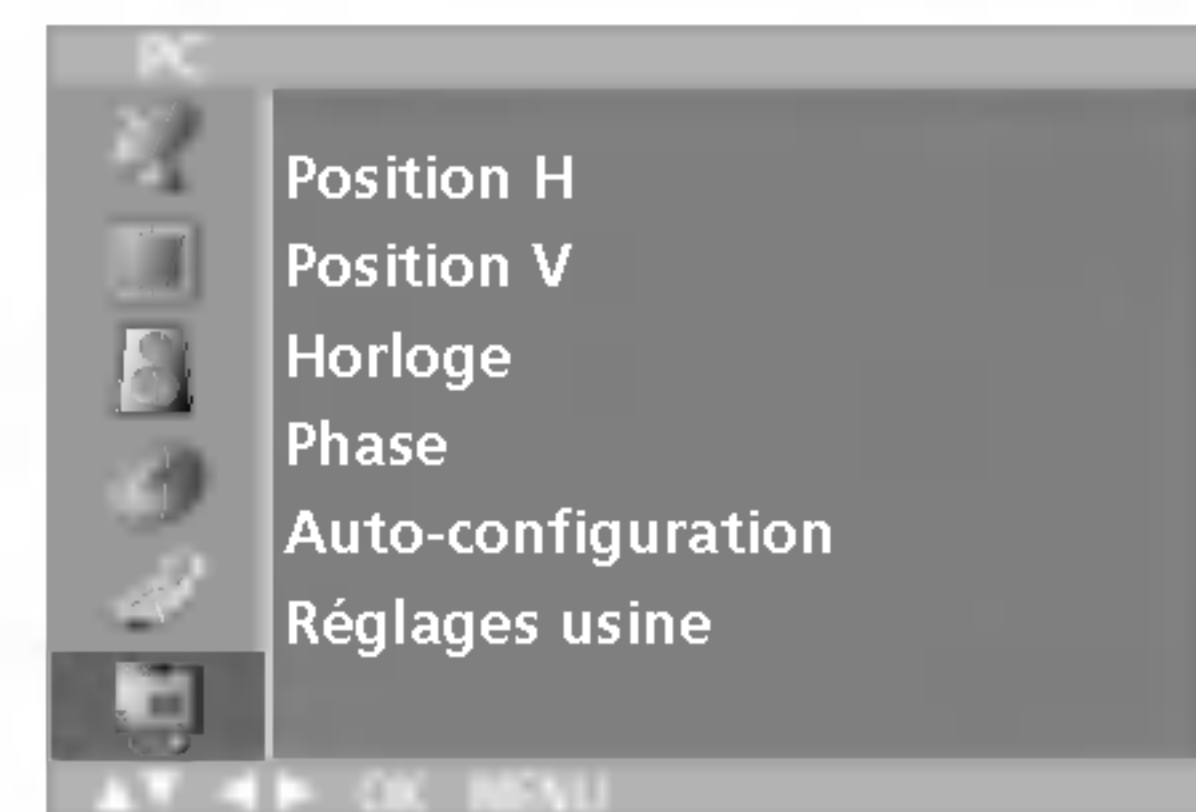 PC
Position H
Position V
Horloge
Phase
Auto-configuration
Réglages usine
▲▼ ◀ ▶ OK MENU